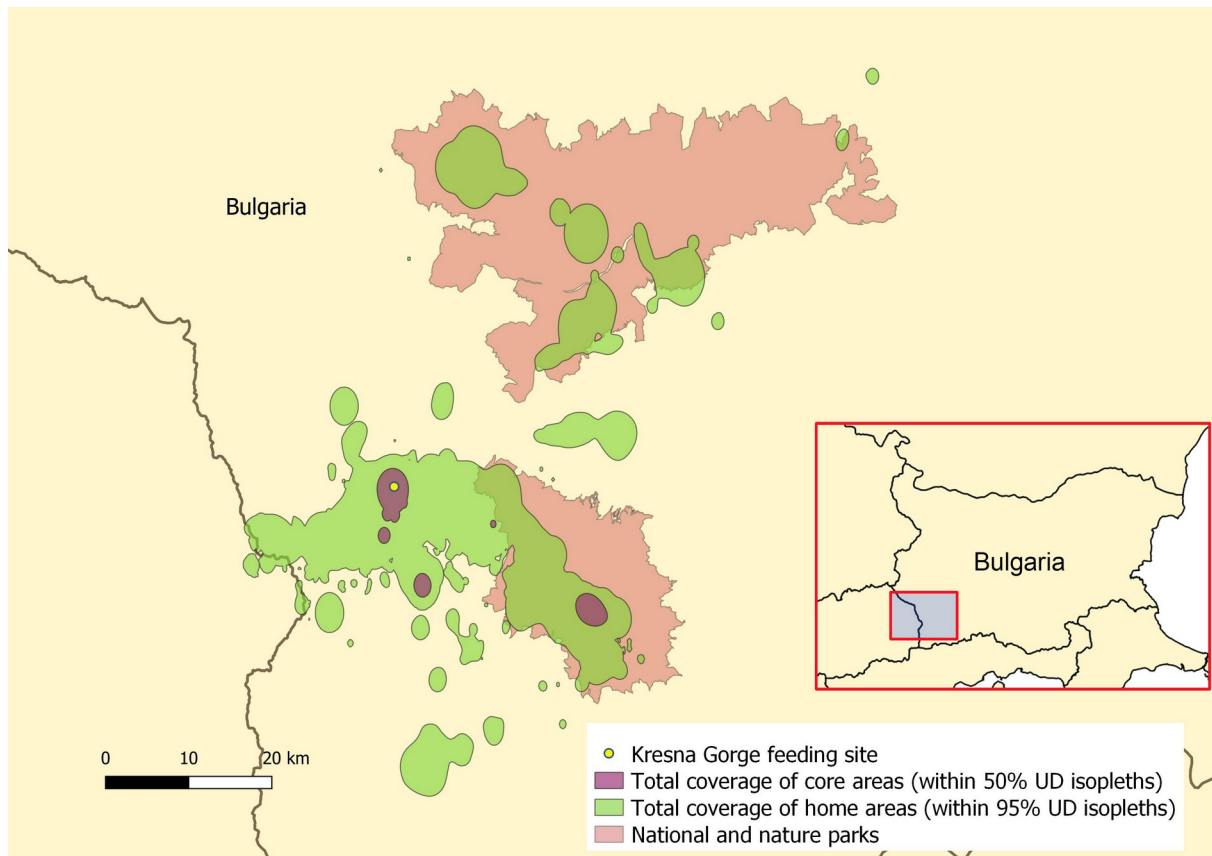 Bulgaria
Bulgaria
0 10 20 km
Kresna Gorge feeding site
Total coverage of core areas (within 50% UD isopleths)
Total coverage of home areas (within 95% UD isopleths)
National and nature parks